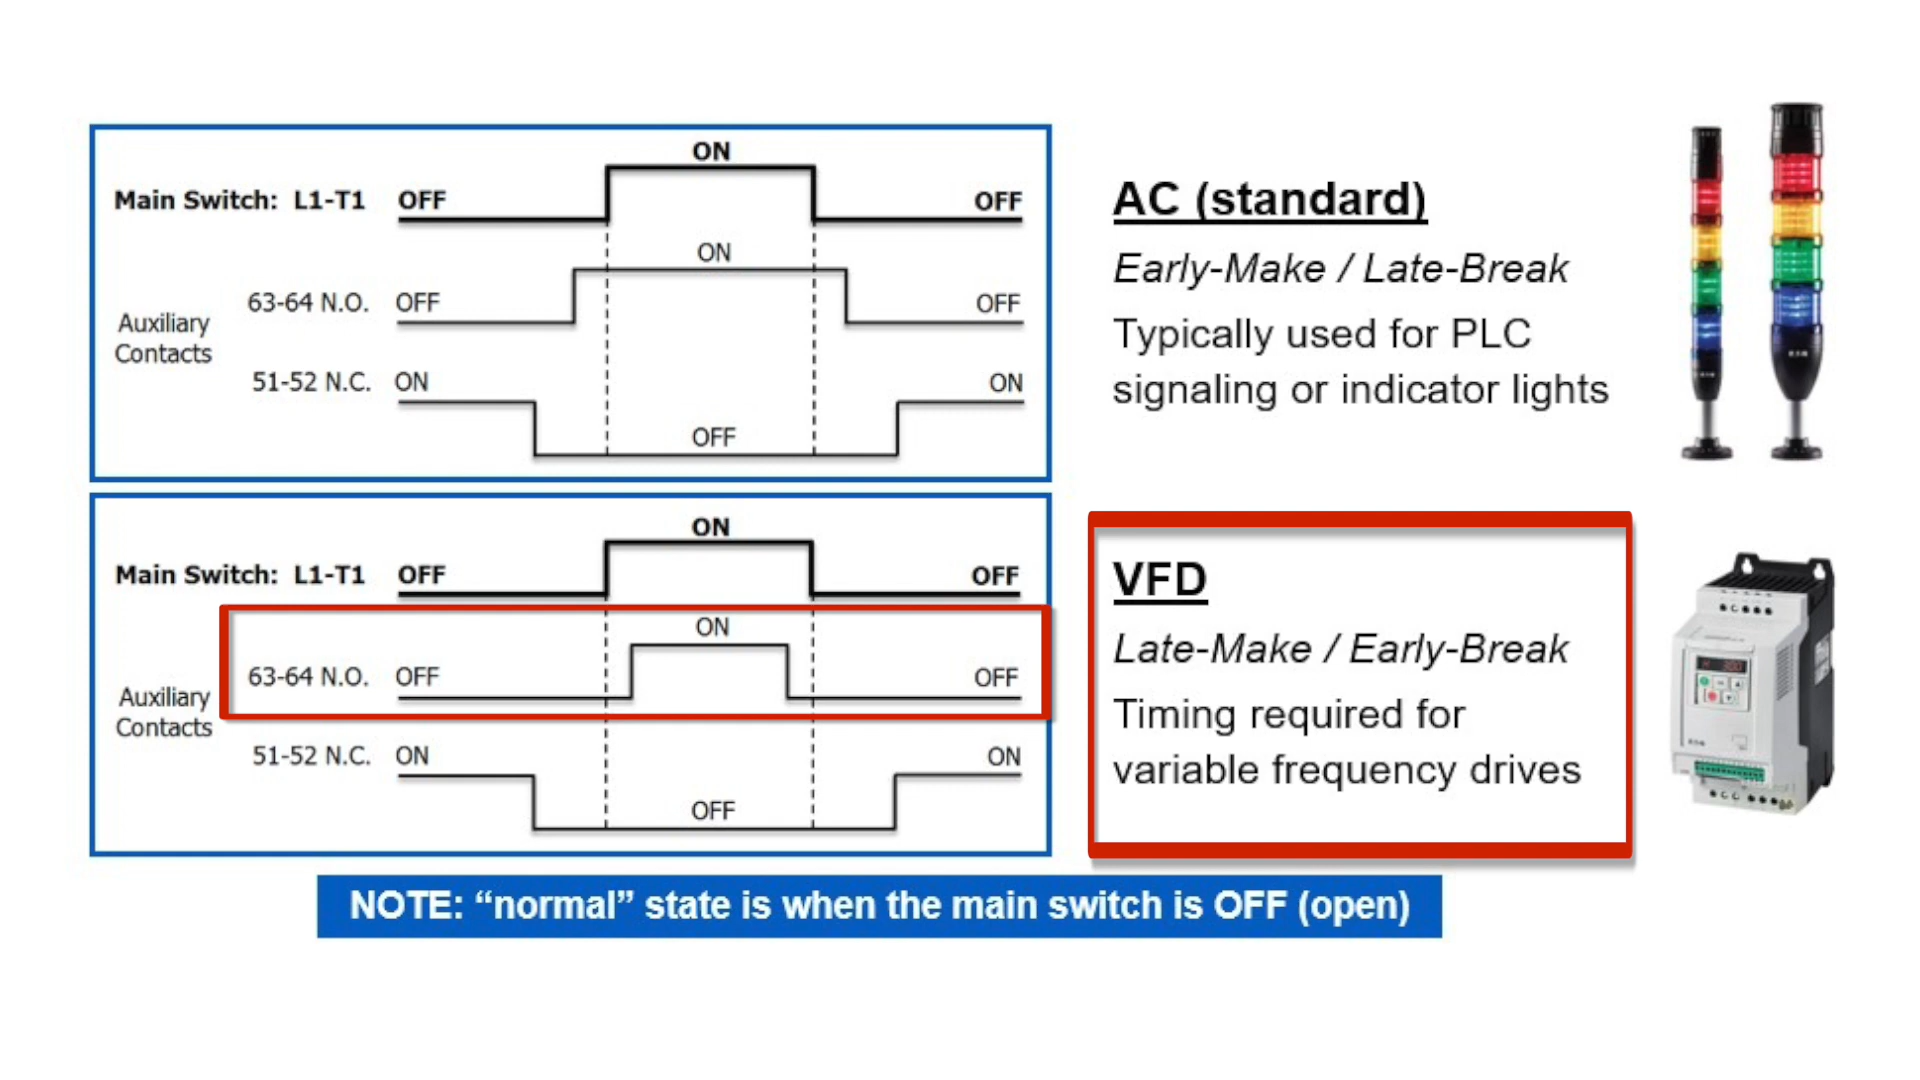 ON
Main Switch: L1-T1 OFF OFF
ON
63-64 N.O. OFF OFF
Auxiliary
Contacts
51-52 N.C. ON ON
OFF
AC (standard)
Early-Make / Late-Break
Typically used for PLC
signaling or indicator lights
ON
Main Switch: L1-T1 OFF OFF
ON
63-64 N.O. OFF OFF
Auxiliary
Contacts
51-52 N.C. ON ON
OFF
VFD
Late-Make / Early-Break
Timing required for
variable frequency drives
NOTE: “normal” state is when the main switch is OFF (open)